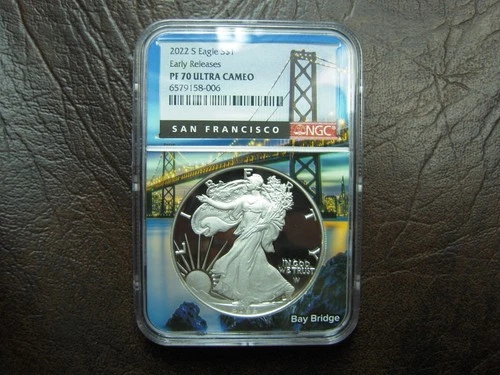 2022 S Eagle S$1
Early Releases
PF 70 ULTRA CAMEO
6579158-006
SAN FRANCISCO NGC
LIBERTY
IN GOD
WE TRUST
Bay Bridge